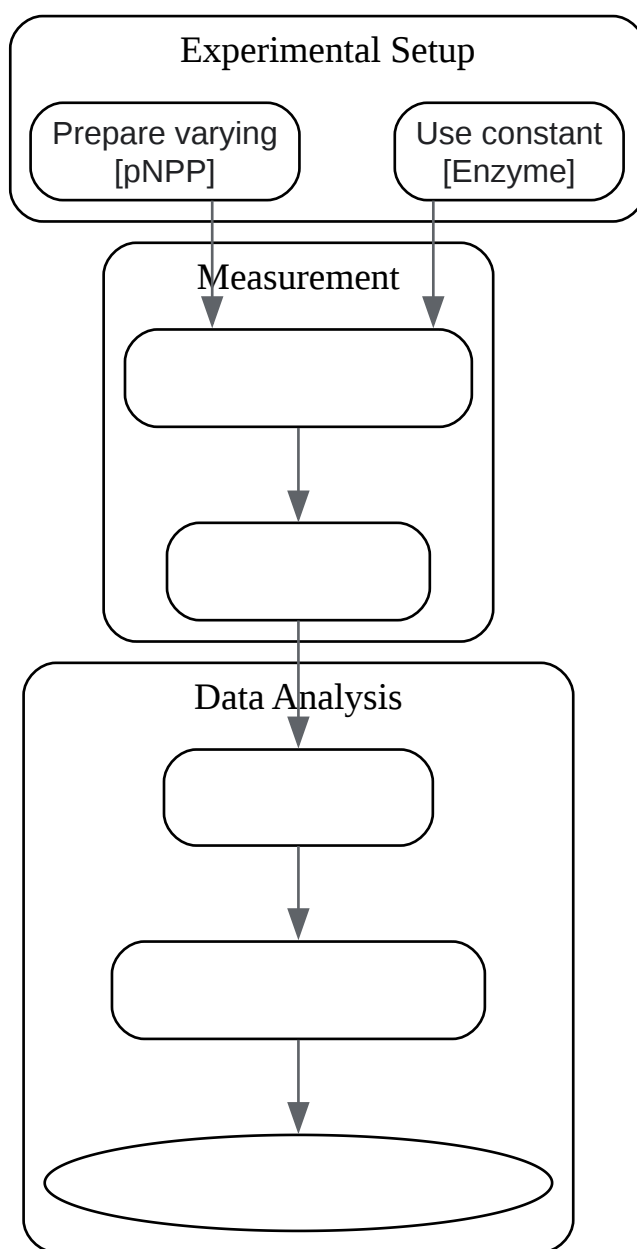 Experimental Setup
Prepare varying
[pNPP]
Use constant
[Enzyme]
Measurement
Data Analysis